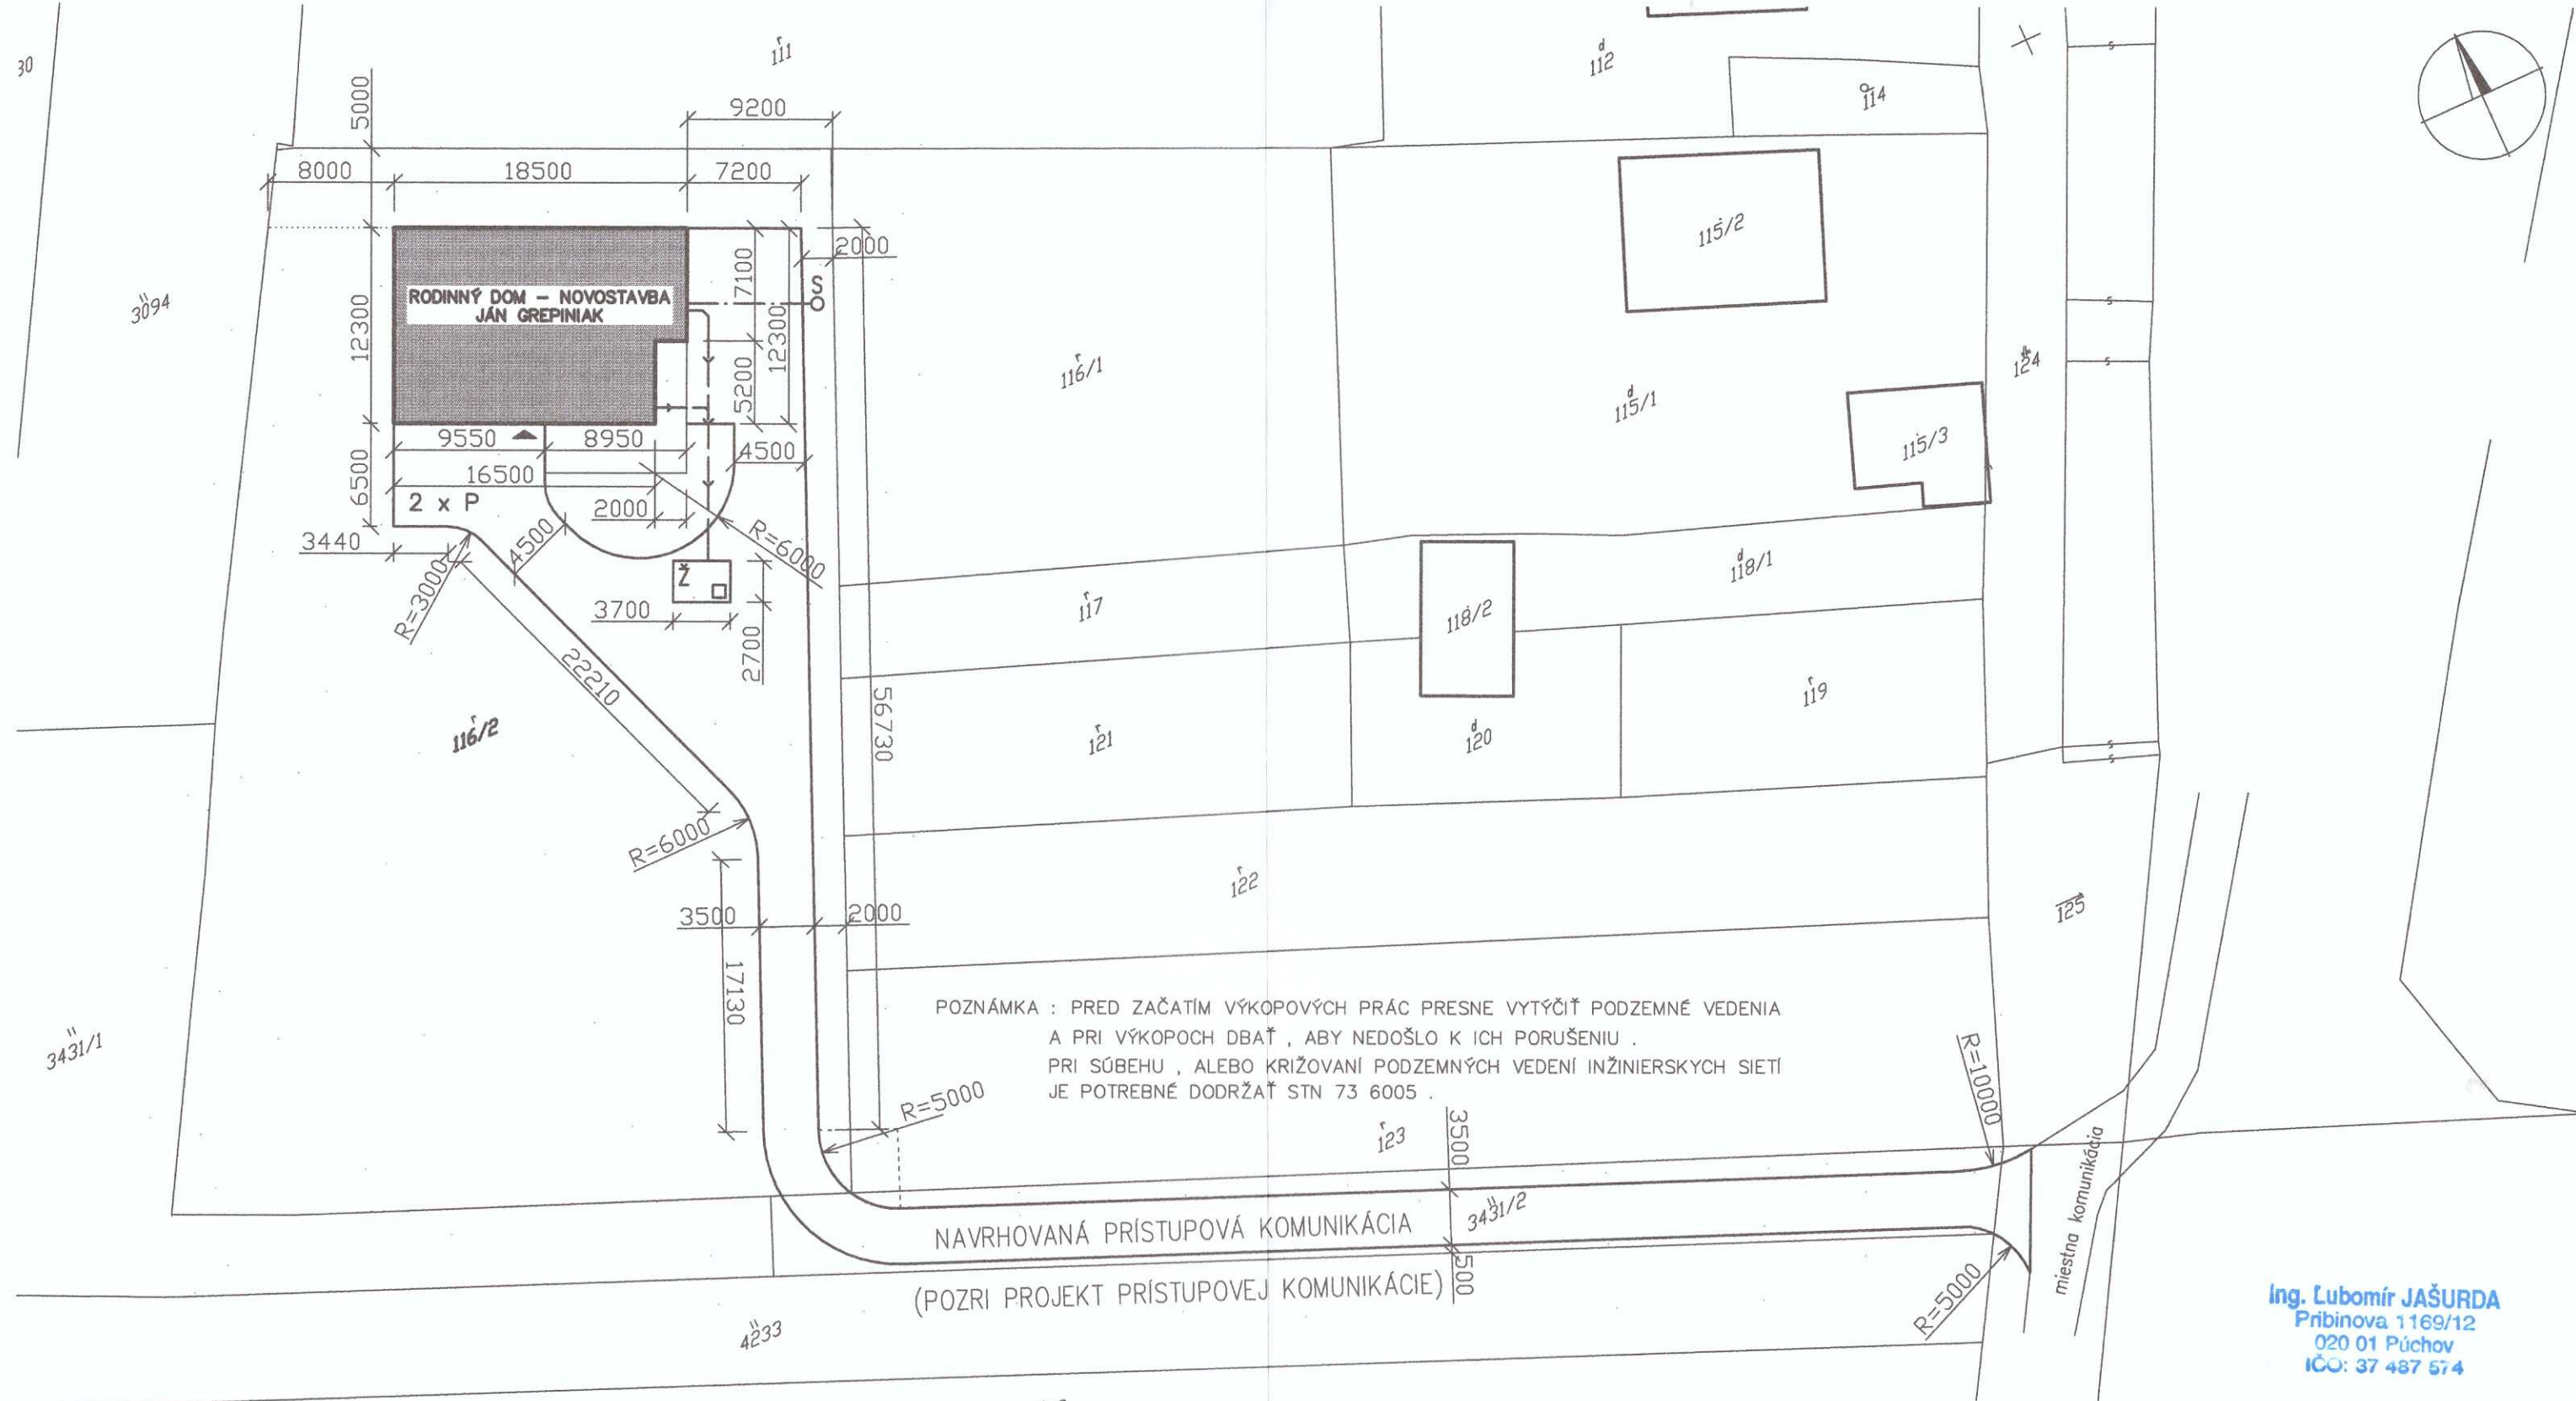 30
111
112
114
5000
9200
8000
18500
7200
2000
RODINNÝ DOM – NOVOSTAVBA
JÁN GREPINIAK
S
7100
12300
5200
12300
3094
115/2
116/1
115/1
115/3
124
9550
8950
4500
16500
6500
2 x P
2000
R=6000
3440
4500
R=3000
Ž
3700
2700
22210
117
118/1
118/2
119
116/2
121
120
56730
R=6000
122
125
3500
2000
17130
POZNÁMKA : PRED ZAČATÍM VÝKOPOVÝCH PRÁC PRESNE VYTÝČIŤ PODZEMNÉ VEDENIA
A PRI VÝKOPOCH DBAŤ , ABY NEDOŠLO K ICH PORUŠENIU .
PRI SÚBEHU , ALEBO KRIŽOVANÍ PODZEMNÝCH VEDENÍ INŽINIERSKYCH SIETÍ
JE POTREBNÉ DODRŽAŤ STN 73 6005 .
3431/1
R=5000
123
3500
R=10000
3431/2
NAVRHOVANÁ PRÍSTUPOVÁ KOMUNIKÁCIA
(POZRI PROJEKT PRÍSTUPOVEJ KOMUNIKÁCIE)
500
R=5000
miestna komunikácia
4233
Ing. Ľubomír JAŠURDA
Pribinova 1169/12
020 01 Púchov
IČO: 37 487 574